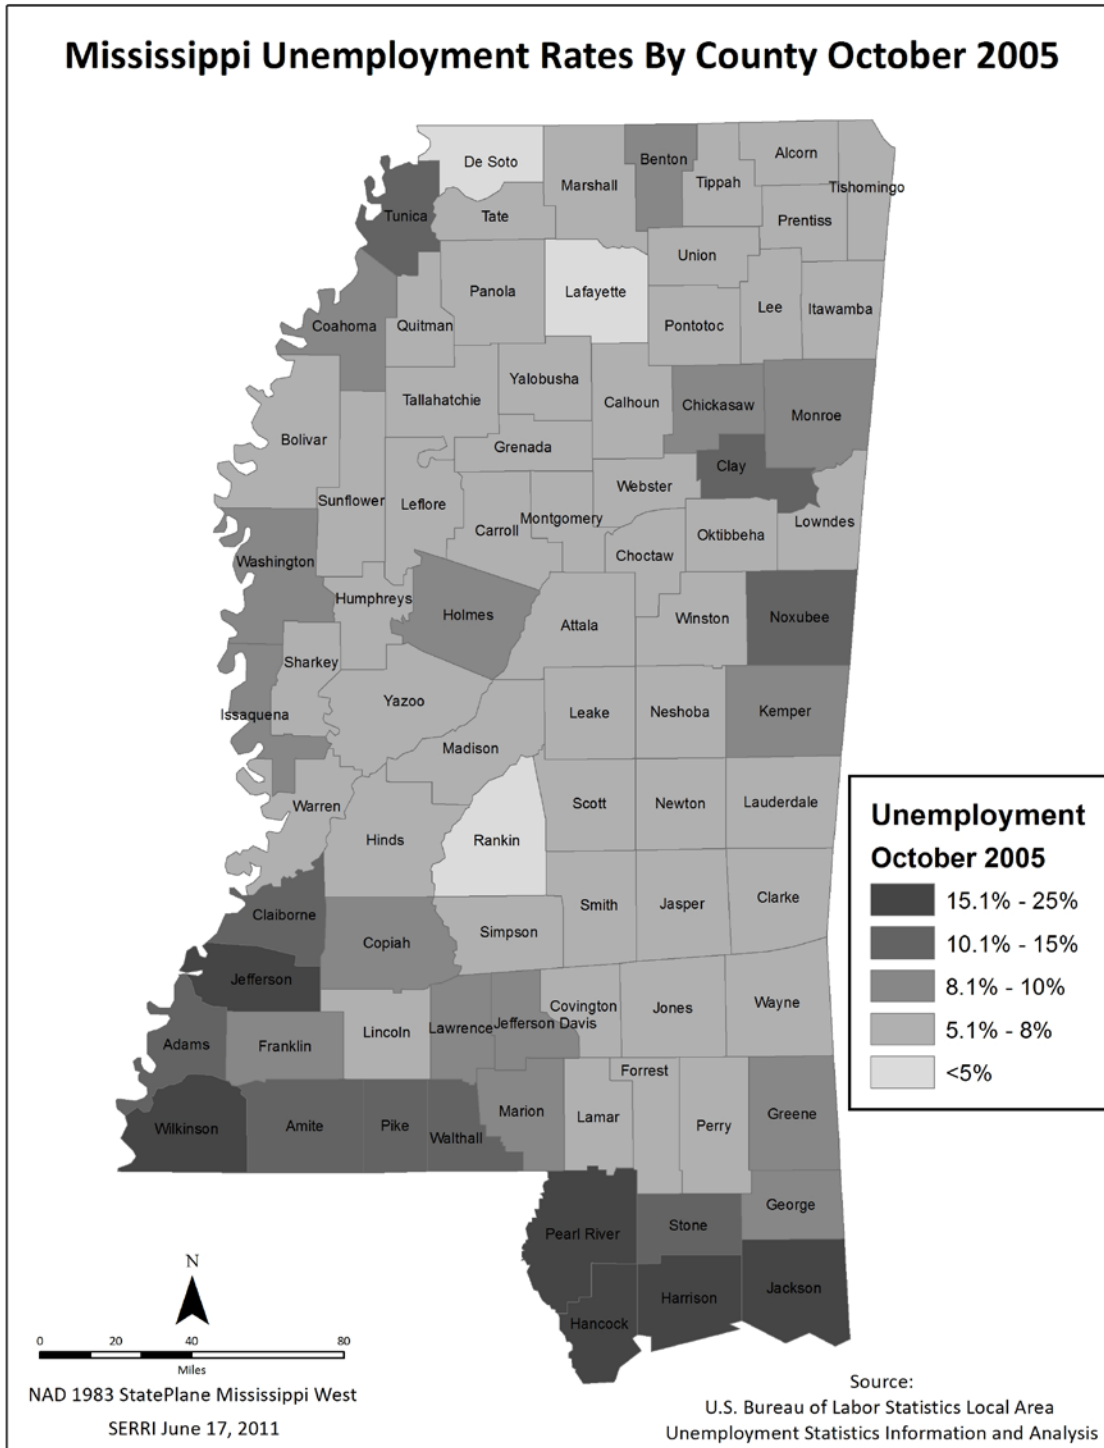 Mississippi Unemployment Rates By County October 2005
De Soto
Marshall
Benton
Tippah
Alcorn
Tishomingo
Tunica
Tate
Prentiss
Union
Panola
Lafayette
Coahoma
Quitman
Pontotoc
Lee
Itawamba
Yalobusha
Tallahatchie
Calhoun
Chickasaw
Monroe
Bolivar
Grenada
Clay
Sunflower
Leflore
Webster
Carroll
Montgomery
Lowndes
Oktibbeha
Choctaw
Washington
Humphreys
Holmes
Attala
Winston
Noxubee
Sharkey
Issaquena
Yazoo
Leake
Neshoba
Kemper
Madison
Warren
Scott
Newton
Lauderdale
Hinds
Rankin
Smith
Jasper
Clarke
Claiborne
Copiah
Simpson
Jefferson
Lincoln
Lawrence
Jefferson Davis
Covington
Jones
Wayne
Adams
Franklin
Forrest
Wilkinson
Amite
Pike
Walthall
Marion
Lamar
Perry
Greene
Pearl River
Stone
George
Hancock
Harrison
Jackson
Unemployment
October 2005
15.1% - 25%
10.1% - 15%
8.1% - 10%
5.1% - 8%
<5%
N
0 20 40 80
Miles
NAD 1983 StatePlane Mississippi West
SERRI June 17, 2011
Source:
U.S. Bureau of Labor Statistics Local Area
Unemployment Statistics Information and Analysis